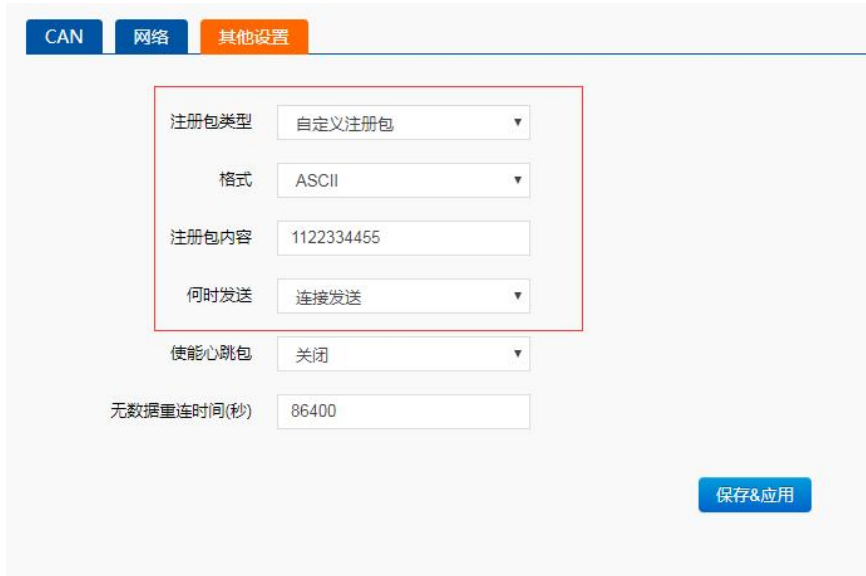 CAN 网络 其他设置
注册包类型 自定义注册包
格式 ASCII
注册包内容 1122334455
何时发送 连接发送
使能心跳包 关闭
无数据重连时间(秒) 86400
保存&应用